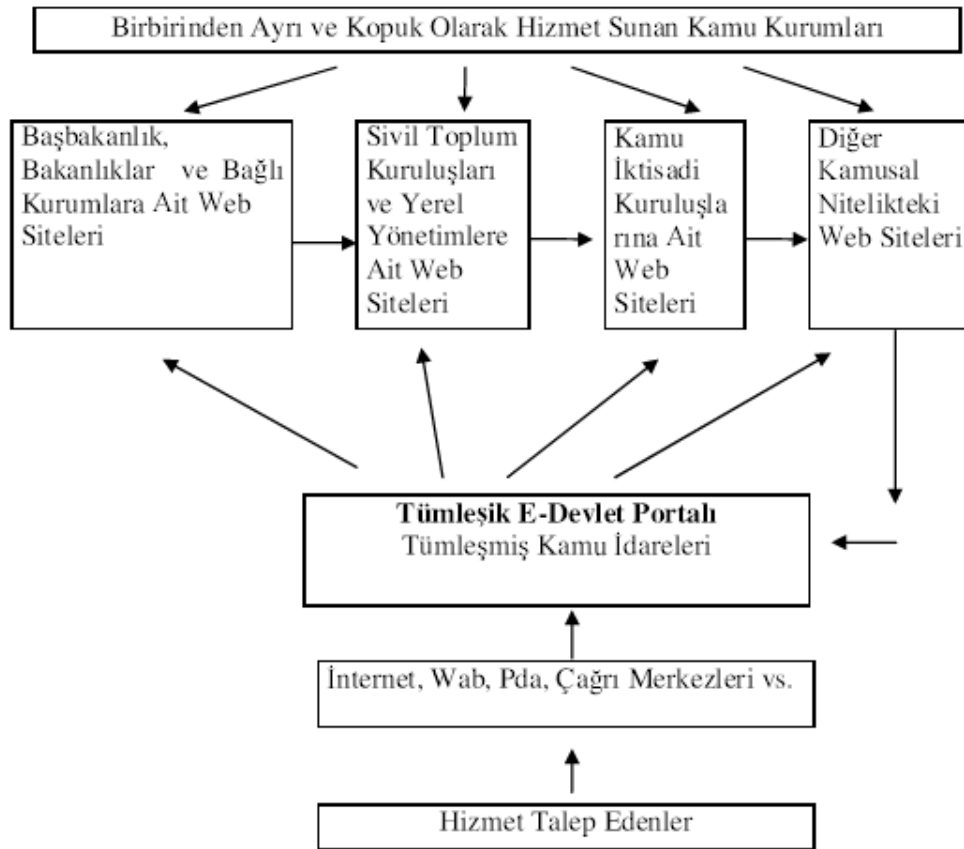 Birbirinden Ayrı ve Kopuk Olarak Hizmet Sunan Kamu Kurumları
Başbakanlık,
Bakanlıklar ve Bağlı
Kurumlara Ait Web
Siteleri
Sivil Toplum
Kuruluşları
ve Yerel
Yönetimlere
Ait Web
Siteleri
Kamu
İktisadi
Kuruluşla
rına Ait
Web
Siteleri
Diğer
Kamusal
Nitelikteki
Web Siteleri
Tümleşik E-Devlet Portalı
Tümleşmiş Kamu İdareleri
İnternet, Wab, Pda, Çağrı Merkezleri vs.
Hizmet Talep Edenler